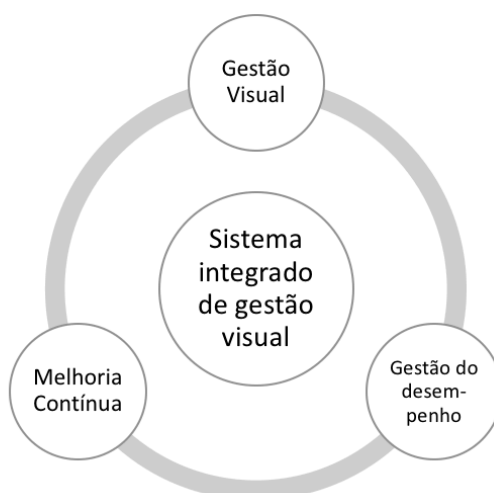 Gestão
Visual
Sistema
integrado
de gestão
visual
Melhoria
Contínua
Gestão do
desem-
penho